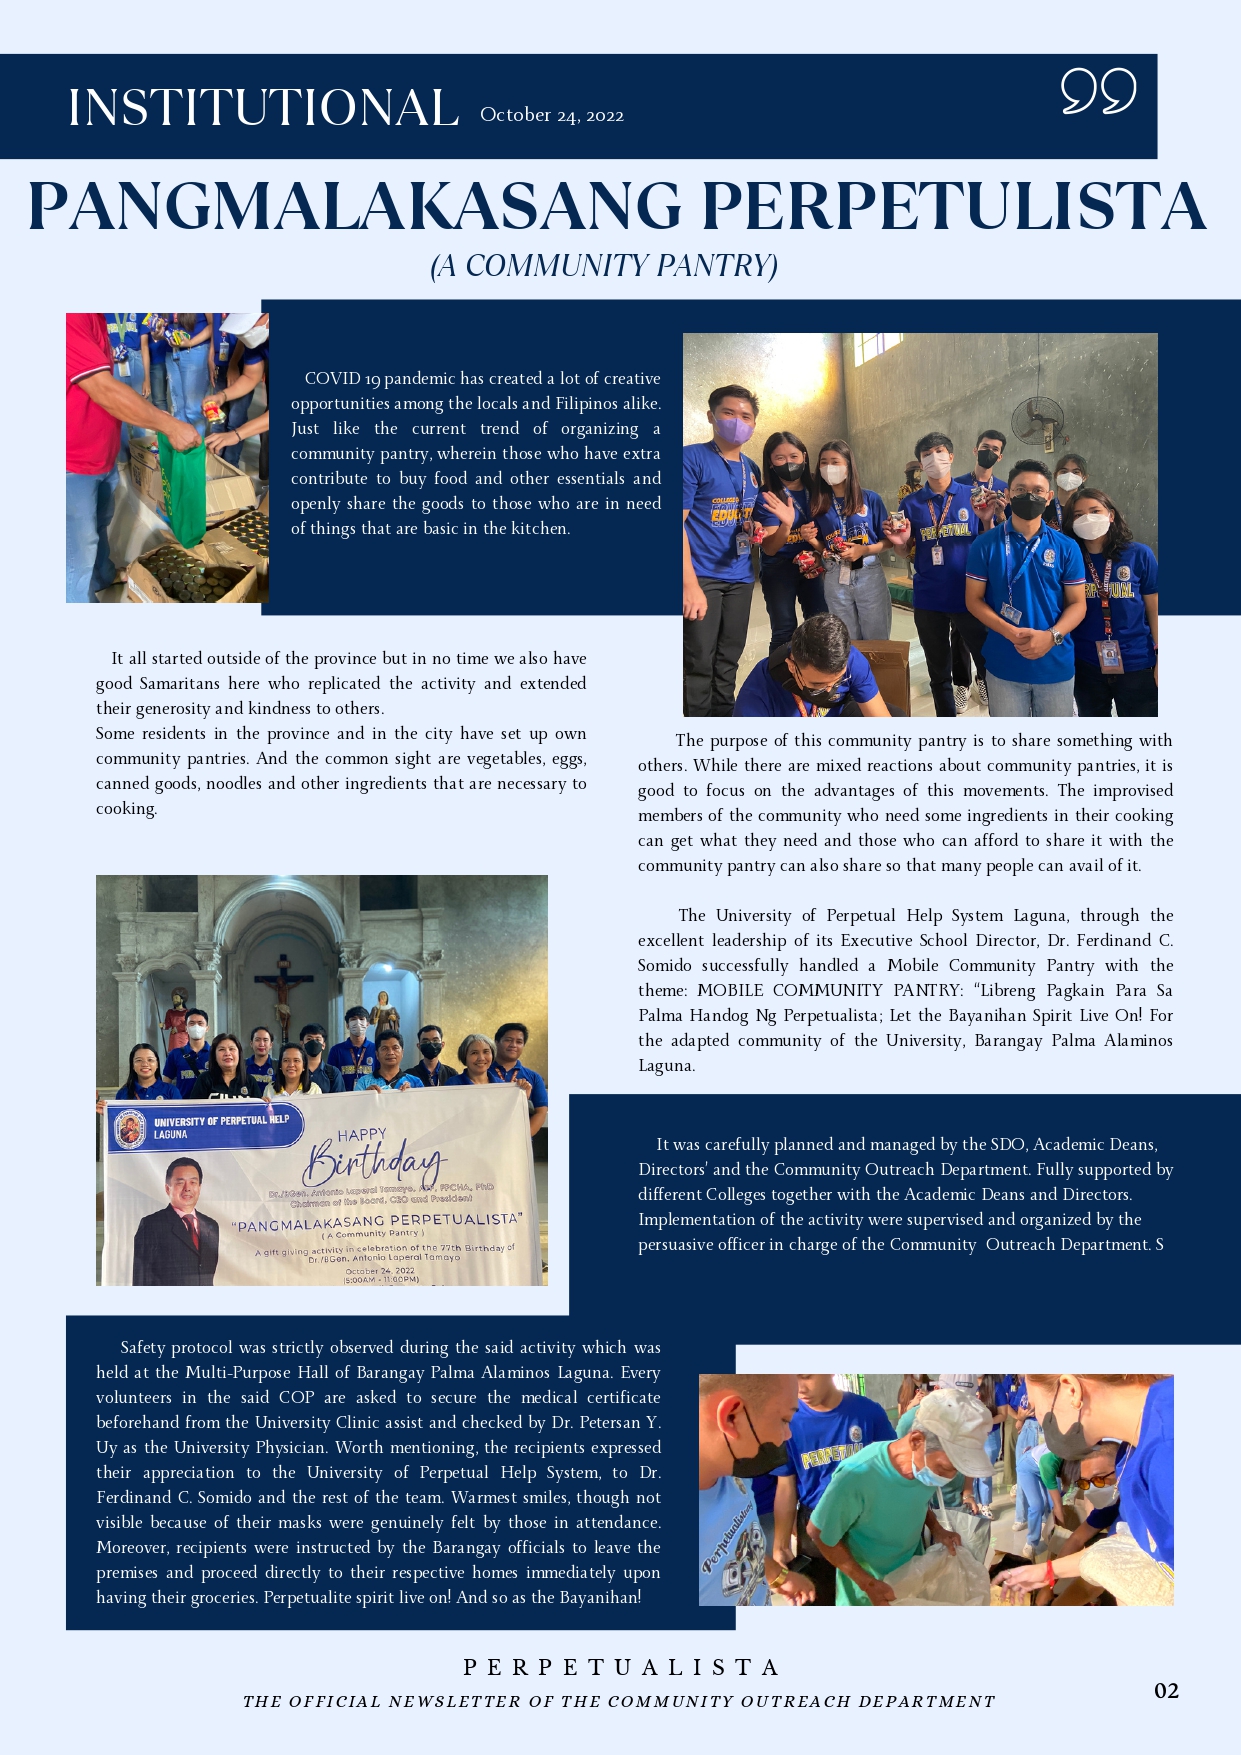 INSTITUTIONAL October 24, 2022
PANGMALAKASANG PERPETULISTA
(A COMMUNITY PANTRY)
COVID 19 pandemic has created a lot of creative
opportunities among the locals and Filipinos alike.
Just like the current trend of organizing a
community pantry, wherein those who have extra
contribute to buy food and other essentials and
openly share the goods to those who are in need
of things that are basic in the kitchen.
It all started outside of the province but in no time we also have
good Samaritans here who replicated the activity and extended
their generosity and kindness to others.
Some residents in the province and in the city have set up own
community pantries. And the common sight are vegetables, eggs,
canned goods, noodles and other ingredients that are necessary to
cooking.
PERPETUAL
The purpose of this community pantry is to share something with
others. While there are mixed reactions about community pantries, it is
good to focus on the advantages of this movements. The improvised
members of the community who need some ingredients in their cooking
can get what they need and those who can afford to share it with the
community pantry can also share so that many people can avail of it.
The University of Perpetual Help System Laguna, through the
excellent leadership of its Executive School Director, Dr. Ferdinand C.
Somido successfully handled a Mobile Community Pantry with the
theme: MOBILE COMMUNITY PANTRY: “Libreng Pagkain Para Sa
Palma Handog Ng Perpetualista; Let the Bayanihan Spirit Live On! For
the adapted community of the University, Barangay Palma Alaminos
Laguna.
UNIVERSITY OF PERPETUAL HELP
LAGUNA
HAPPY
Birthday
Dr./BGen. Antonio Laperal Tamayo, AFP, FPCHA, PhD
Chairman of the Board, CEO and President
“PANGMALAKASANG PERPETUALISTA”
( A Community Pantry )
A gift giving activity in celebration of the 77th Birthday of
Dr./BGen. Antonio Laperal Tamayo
October 24, 2022
(5:00AM - 11:00PM)
It was carefully planned and managed by the SDO, Academic Deans,
Directors' and the Community Outreach Department. Fully supported by
different Colleges together with the Academic Deans and Directors.
Implementation of the activity were supervised and organized by the
persuasive officer in charge of the Community Outreach Department. S
Safety protocol was strictly observed during the said activity which was
held at the Multi-Purpose Hall of Barangay Palma Alaminos Laguna. Every
volunteers in the said COP are asked to secure the medical certificate
beforehand from the University Clinic assist and checked by Dr. Petersan Y.
Uy as the University Physician. Worth mentioning, the recipients expressed
their appreciation to the University of Perpetual Help System, to Dr.
Ferdinand C. Somido and the rest of the team. Warmest smiles, though not
visible because of their masks were genuinely felt by those in attendance.
Moreover, recipients were instructed by the Barangay officials to leave the
premises and proceed directly to their respective homes immediately upon
having their groceries. Perpetualite spirit live on! And so as the Bayanihan!
PERPETUAL
Perpetualista
PERPETUALISTA
THE OFFICIAL NEWSLETTER OF THE COMMUNITY OUTREACH DEPARTMENT
02